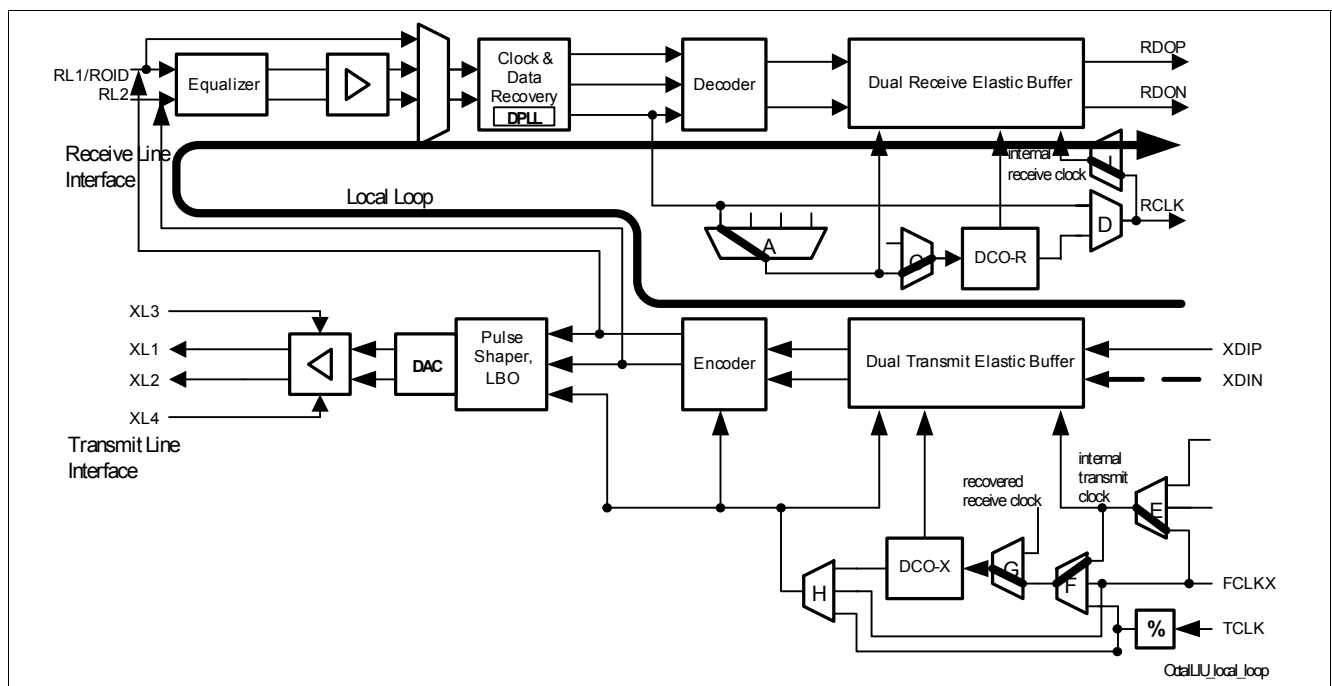 RL1/ROID
RL2
Equalizer
Clock &
Data
Recovery
DPLL
Decoder
Dual Receive Elastic Buffer
RDOP
RDON
Receive Line
Interface
internal
receive clock
I
Local Loop
A
C
DCO-R
D
RCLK
XL3
XL1
XL2
XL4
Transmit Line
Interface
DAC
Pulse
Shaper,
LBO
Encoder
Dual Transmit Elastic Buffer
XDIP
XDIN
recovered
receive clock
internal
transmit
clock
E
H
DCO-X
G
F
FCLKX
%
TCLK
OctalLIU_local_loop